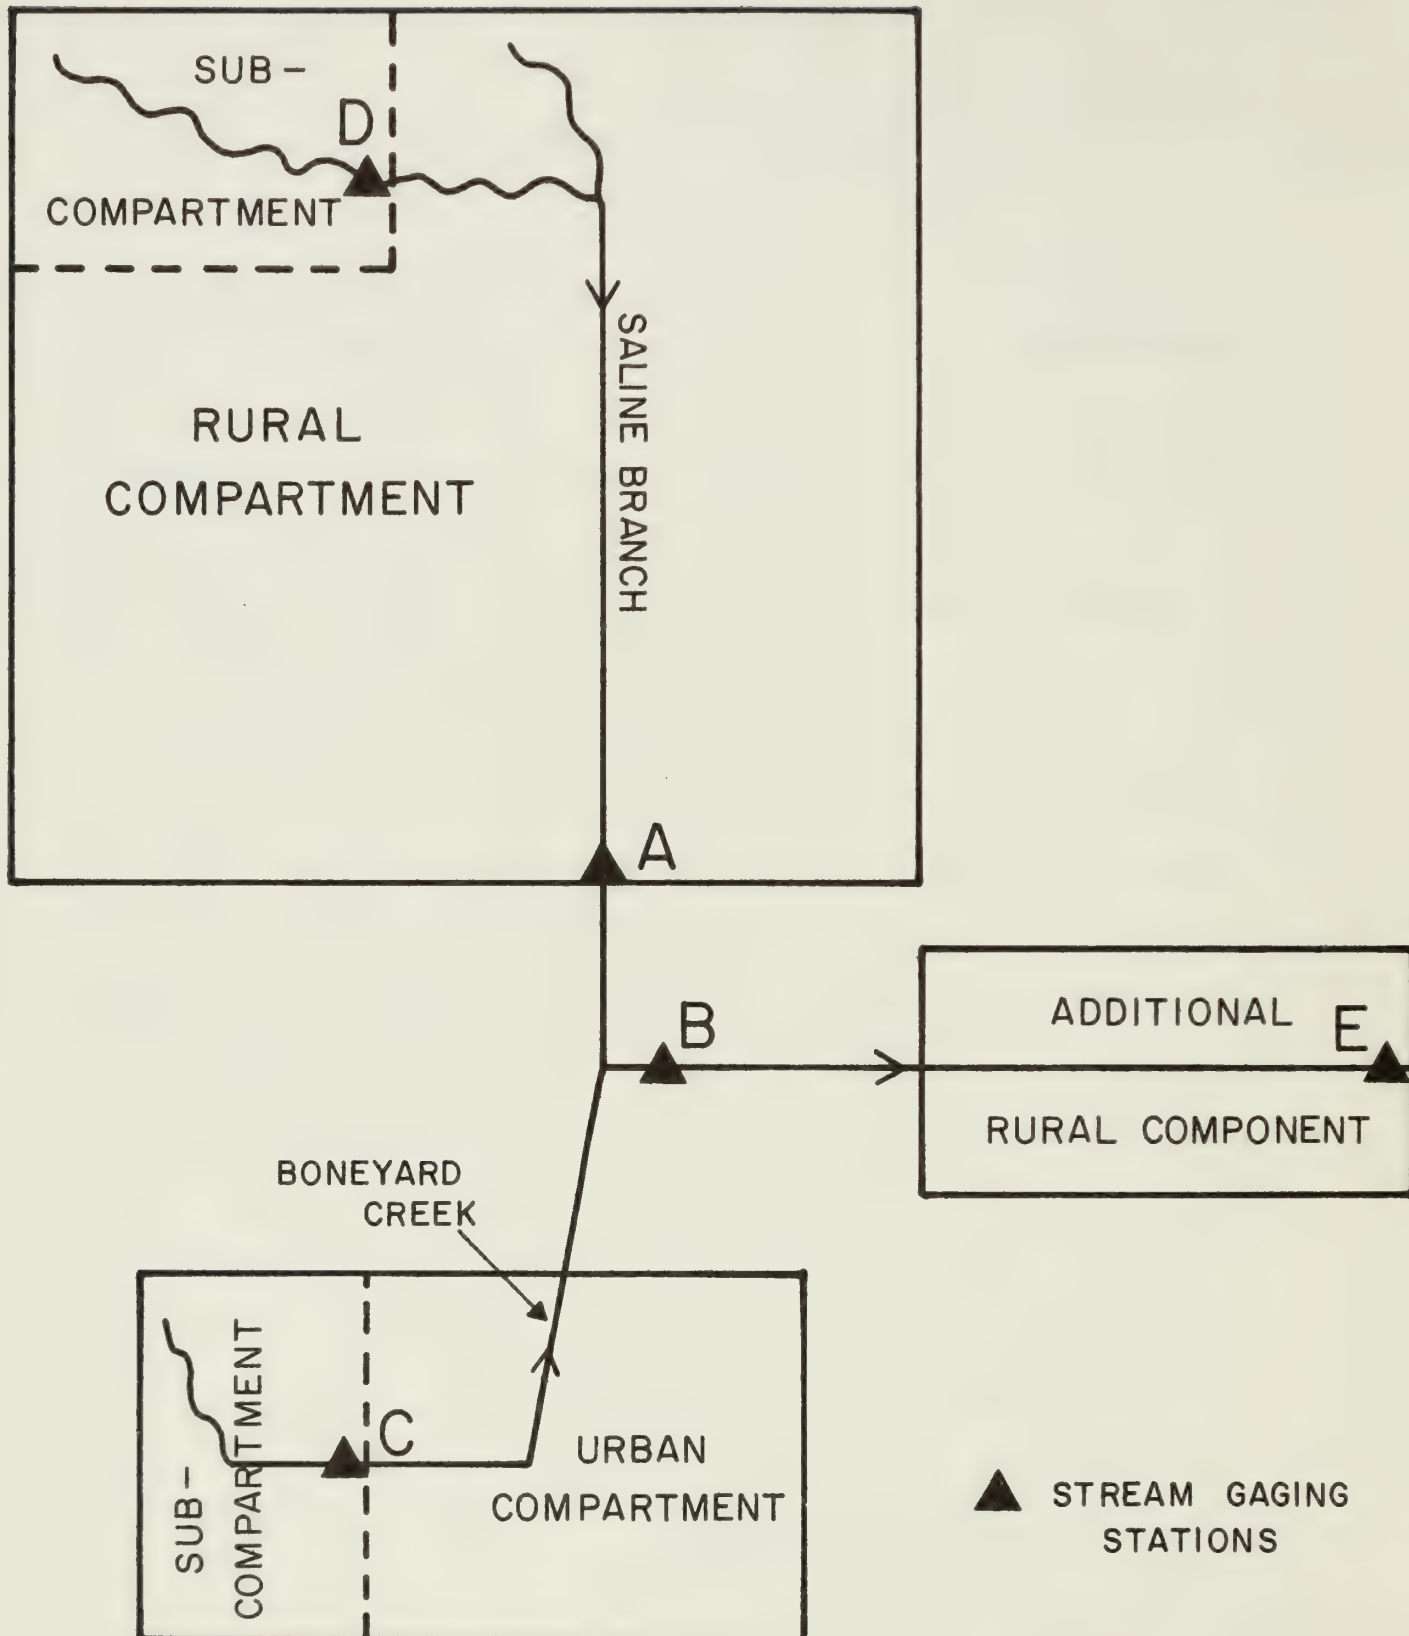 SUB-
D
COMPARTMENT
RURAL
COMPARTMENT
SALINE BRANCH
A
B
ADDITIONAL
E
RURAL COMPONENT
BONEYARD
CREEK
SUB-
COMPARTMENT
C
URBAN
COMPARTMENT
STREAM GAGING
STATIONS